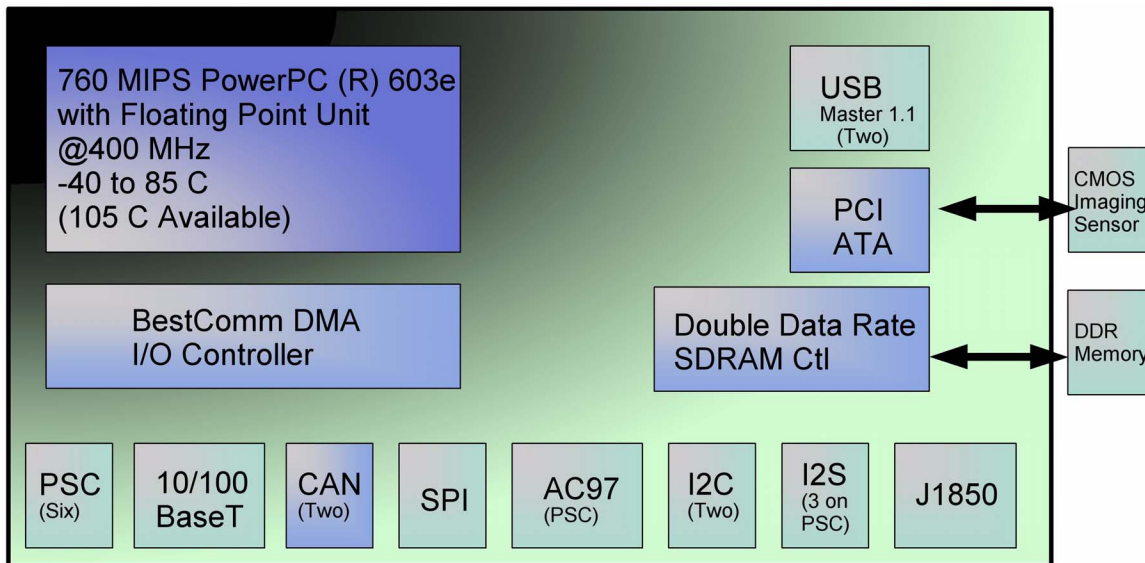 760 MIPS PowerPC (R) 603e
with Floating Point Unit
@400 MHz
-40 to 85 C
(105 C Available)
USB
Master 1.1
(Two)
PCI
ATA
CMOS
Imaging
Sensor
BestComm DMA
I/O Controller
Double Data Rate
SDRAM Ctl
DDR
Memory
PSC
(Six)
10/100
BaseT
CAN
(Two)
SPI
AC97
(PSC)
I2C
(Two)
I2S
(3 on
PSC)
J1850